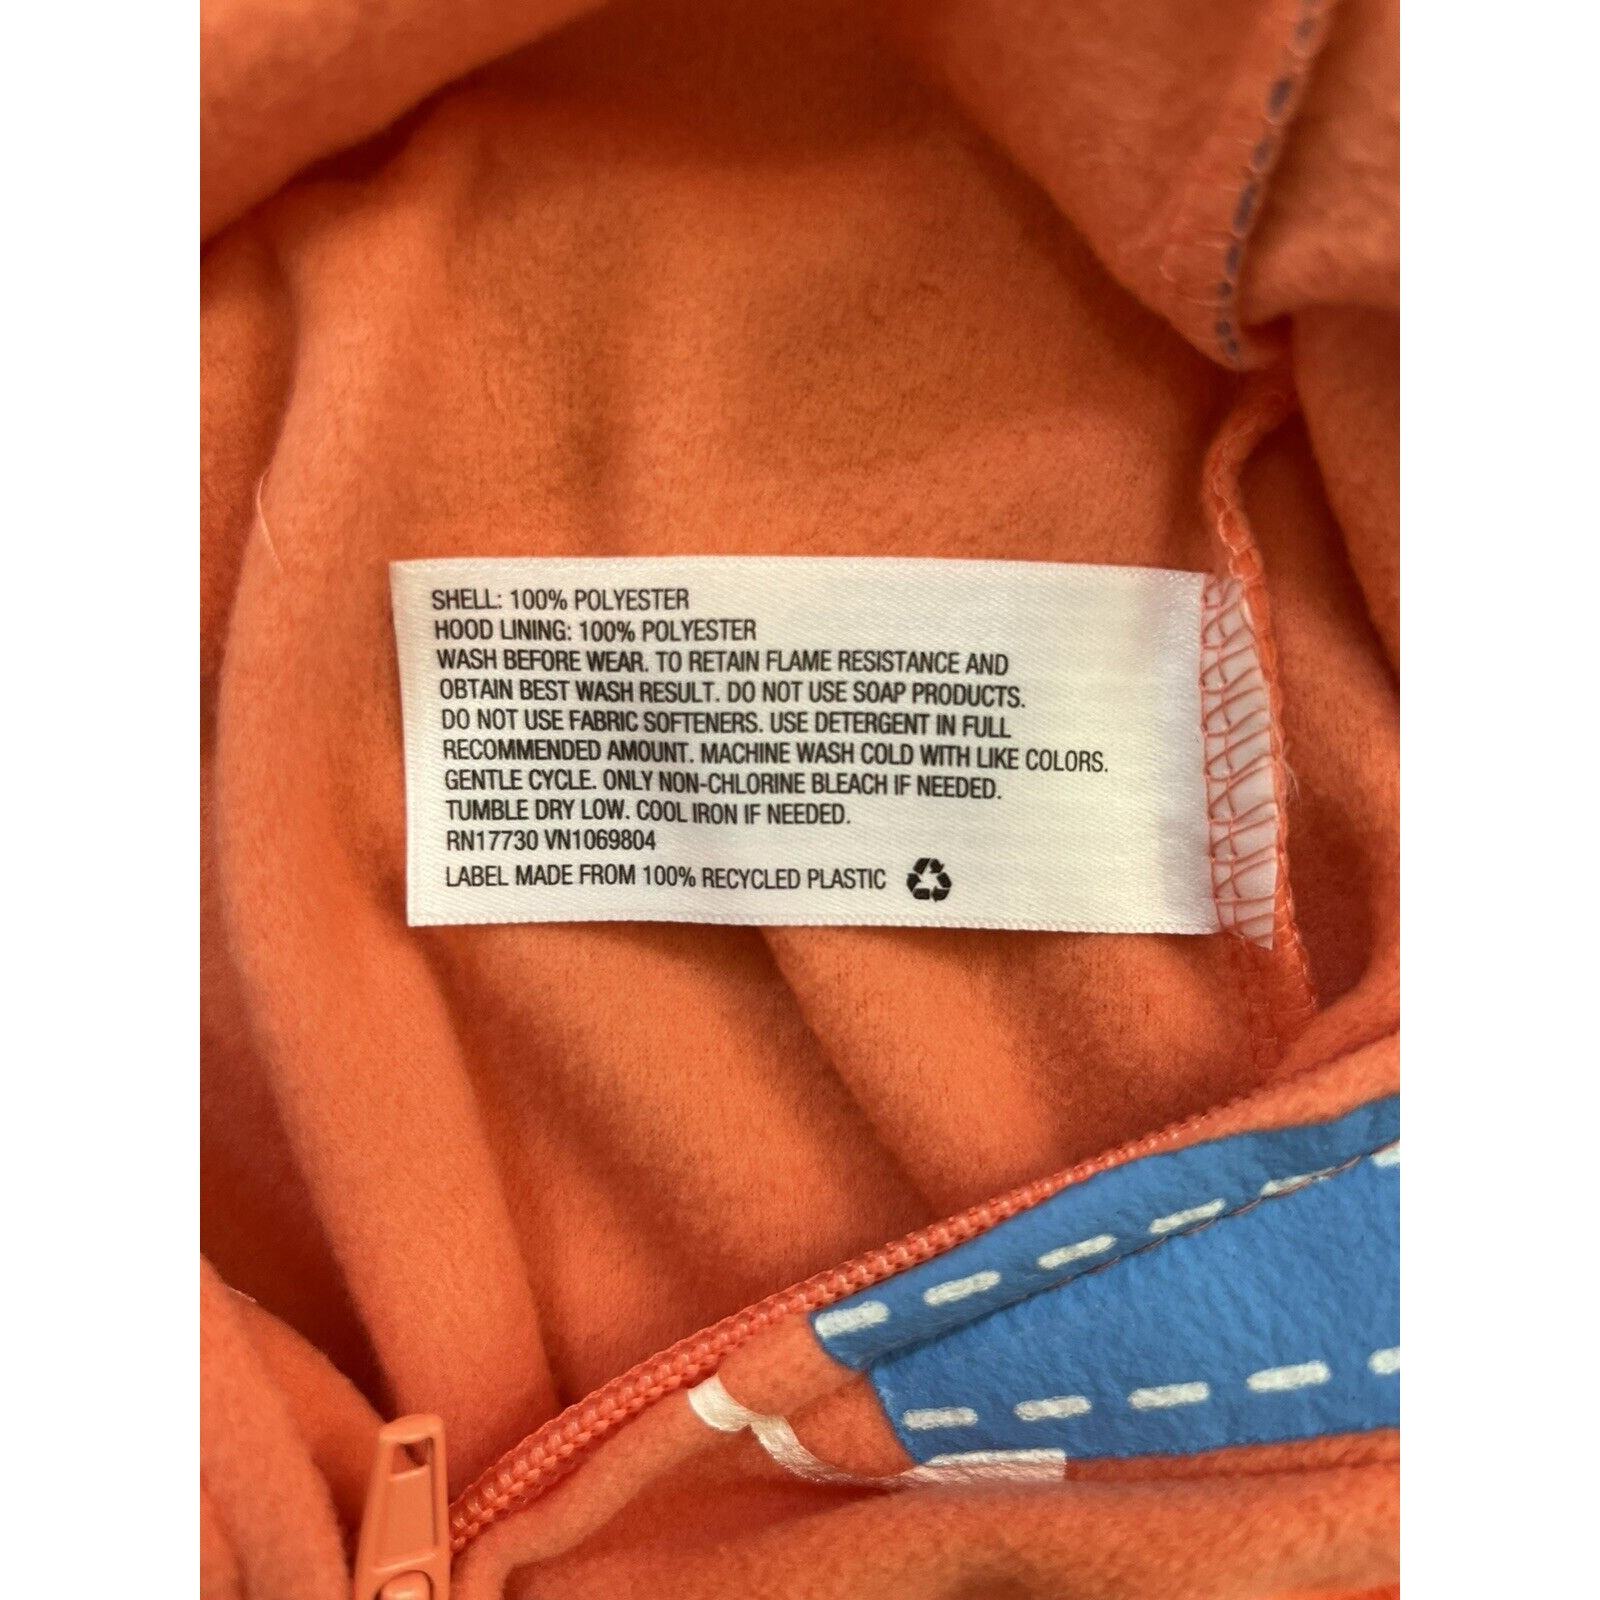 SHELL: 100% POLYESTER
HOOD LINING: 100% POLYESTER
WASH BEFORE WEAR. TO RETAIN FLAME RESISTANCE AND
OBTAIN BEST WASH RESULT. DO NOT USE SOAP PRODUCTS.
DO NOT USE FABRIC SOFTENERS. USE DETERGENT IN FULL
RECOMMENDED AMOUNT. MACHINE WASH COLD WITH LIKE COLORS.
GENTLE CYCLE. ONLY NON-CHLORINE BLEACH IF NEEDED.
TUMBLE DRY LOW. COOL IRON IF NEEDED.
RN17730 VN1069804
LABEL MADE FROM 100% RECYCLED PLASTIC